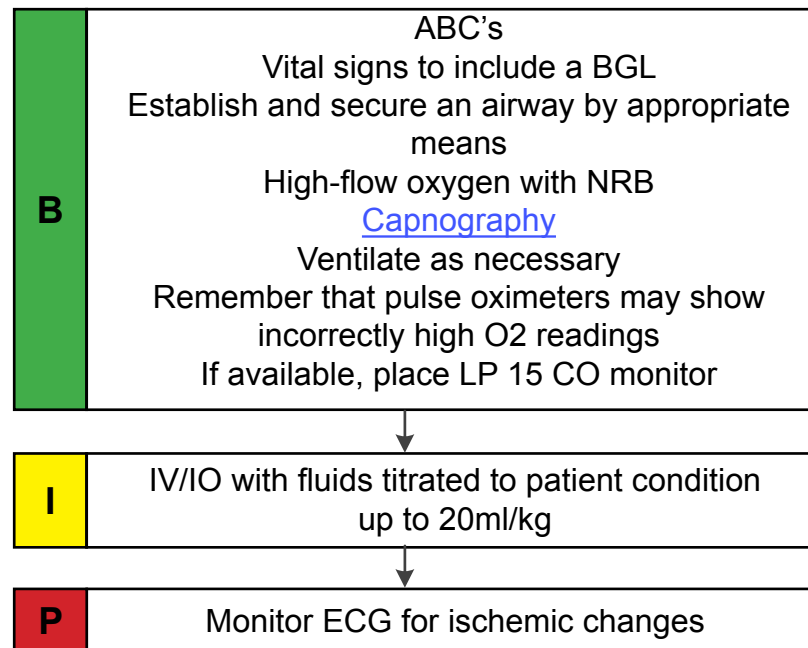 ABC’s
Vital signs to include a BGL
Establish and secure an airway by appropriate
means
High-flow oxygen with NRB
B
Capnography
Ventilate as necessary
Remember that pulse oximeters may show
incorrectly high O2 readings
If available, place LP 15 CO monitor
I
IV/IO with fluids titrated to patient condition
up to 20ml/kg
P
Monitor ECG for ischemic changes